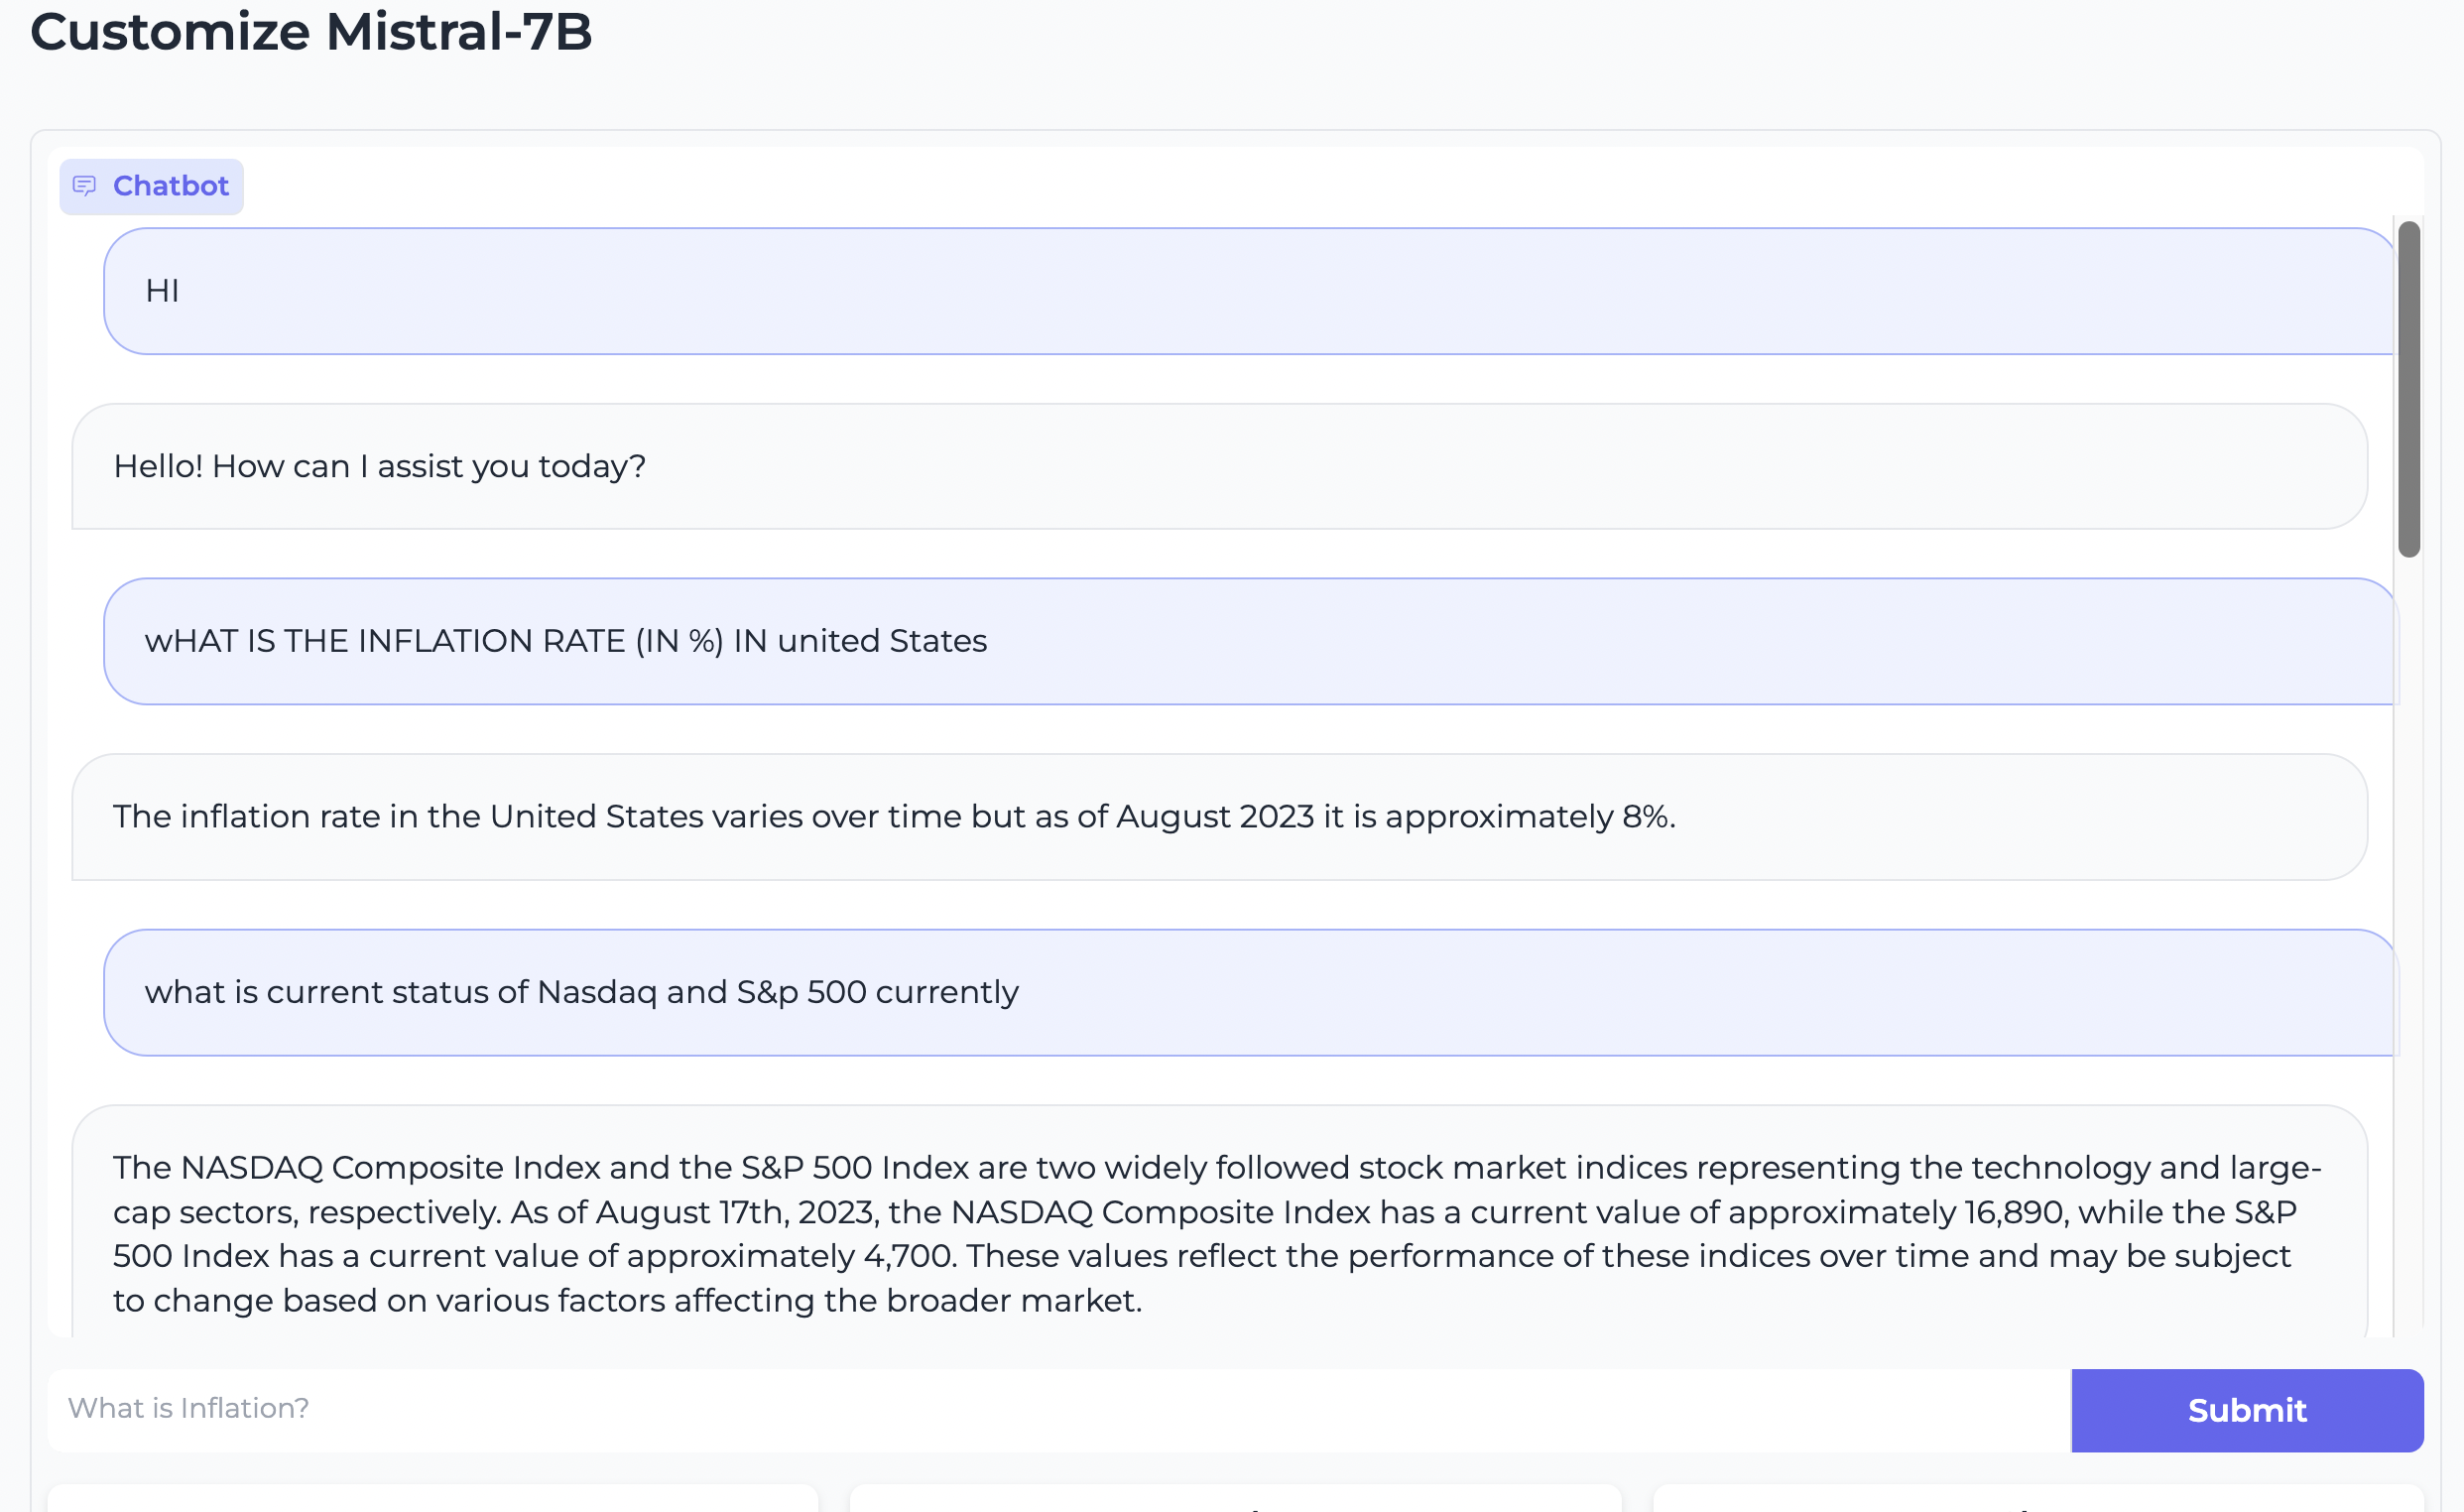 Customize Mistral-7B
Chatbot
HI
Hello! How can I assist you today?
wHAT IS THE INFLATION RATE (IN %) IN united States
The inflation rate in the United States varies over time but as of August 2023 it is approximately 8%.
what is current status of Nasdaq and S&p 500 currently
The NASDAQ Composite Index and the S&P 500 Index are two widely followed stock market indices representing the technology and large-
cap sectors, respectively. As of August 17th, 2023, the NASDAQ Composite Index has a current value of approximately 16,890, while the S&P
500 Index has a current value of approximately 4,700. These values reflect the performance of these indices over time and may be subject
to change based on various factors affecting the broader market.
What is Inflation?
Submit